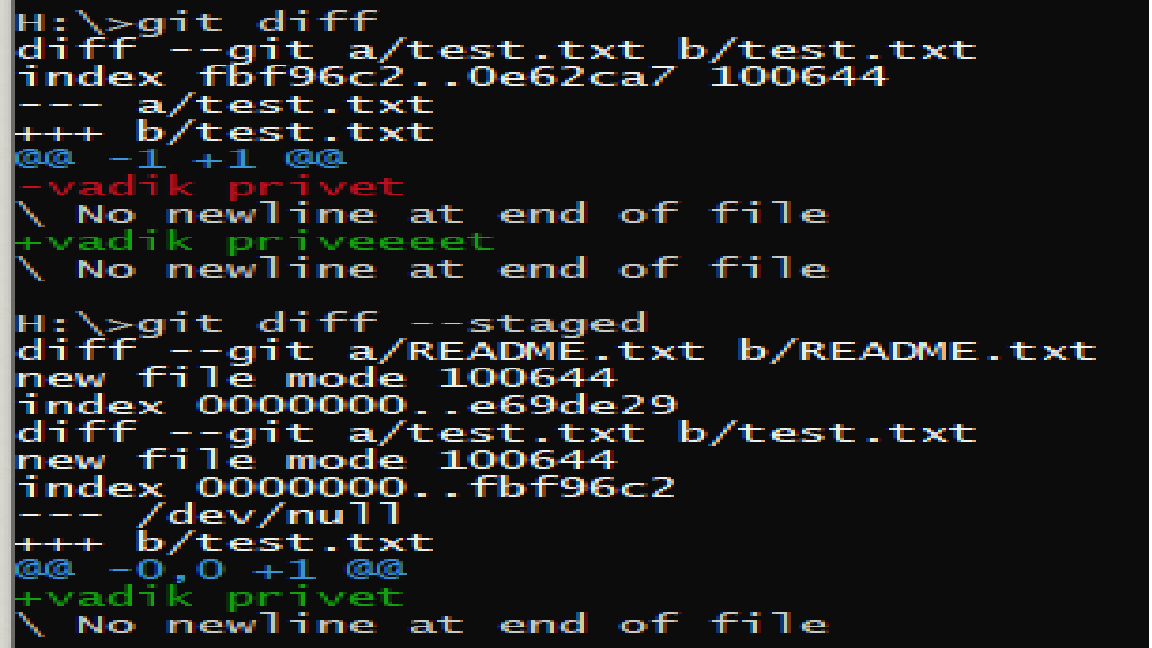 H:\>git diff
diff --git a/test.txt b/test.txt
index fbf96c2..0e62ca7 100644
--- a/test.txt
+++ b/test.txt
@@ -1 +1 @@
-vadik privet
\ No newline at end of file
+vadik priveeeet
\ No newline at end of file
H:\>git diff --staged
diff --git a/README.txt b/README.txt
new file mode 100644
index 0000000..e69de29
diff --git a/test.txt b/test.txt
new file mode 100644
index 0000000..fbf96c2
--- /dev/null
+++ b/test.txt
@@ -0,0 +1 @@
+vadik privet
\ No newline at end of file